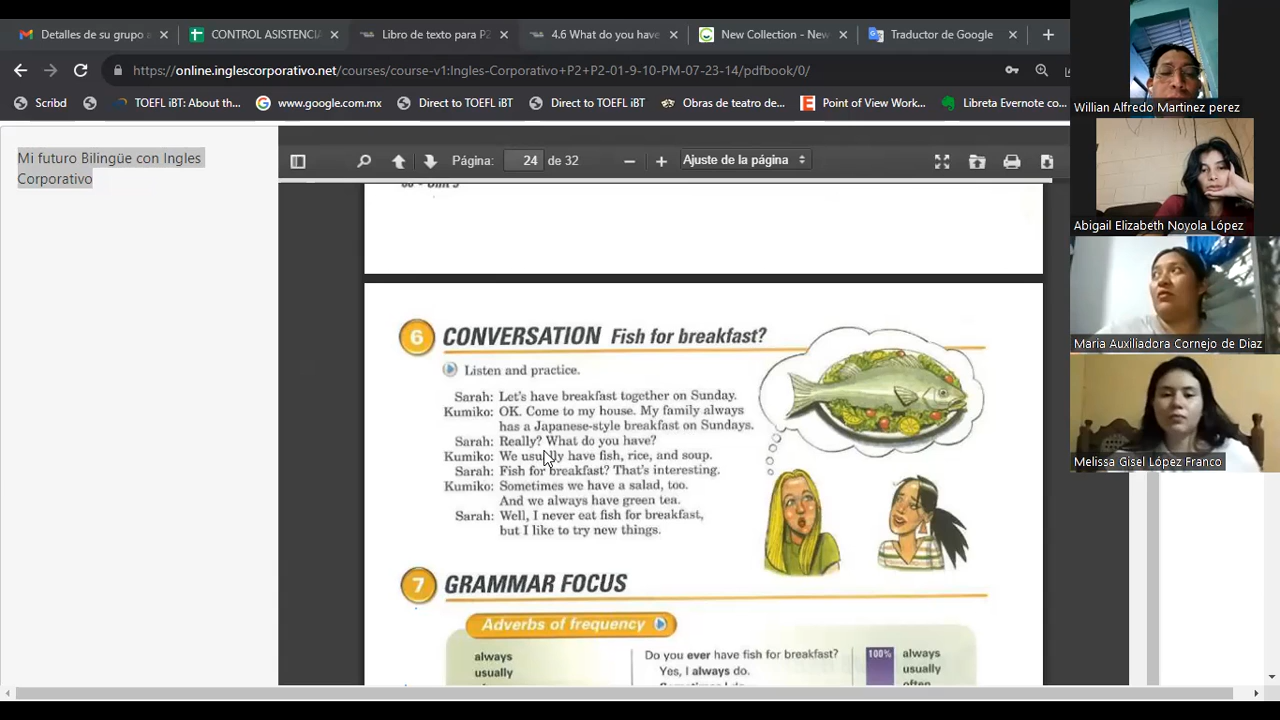 Detalles de su grupo a
CONTROL ASISTENCI
Libro de texto para P2
4.6 What do you have
New Collection - New
Traductor de Google
https://online.inglescorporativo.net/courses/course-v1:InglesCorporativo+P2+P2-01-9-10-PM-07-23-14/pdfbook/0/
Scribd
TOEFL iBT: About th...
www.google.com.mx
Direct to TOEFL iBT
Direct to TOEFL iBT
Obras de teatro de...
Point of View Work...
Libreta Evernote co...
Mi futuro Bilingüe con Ingles
Corporativo
Página: 24 de 32
Ajuste de la página
6 CONVERSATION Fish for breakfast?
Listen and practice.
Sarah: Let's have breakfast together on Sunday.
Kumiko: OK. Come to my house. My family always
has a Japanese-style breakfast on Sundays.
Sarah: Really? What do you have?
Kumiko: We usually have fish, rice, and soup.
Sarah: Fish for breakfast? That's interesting.
Kumiko: Sometimes we have a salad, too.
And we always have green tea.
Sarah: Well, I never eat fish for breakfast,
but I like to try new things.
7 GRAMMAR FOCUS
Adverbs of frequency
always
usually
Do you ever have fish for breakfast?
Yes, I always do.
100% always
usually
Willian Alfredo Martinez perez
Abigail Elizabeth Noyola López
Maria Auxiliadora Cornejo de Diaz
Melissa Gisel López Franco